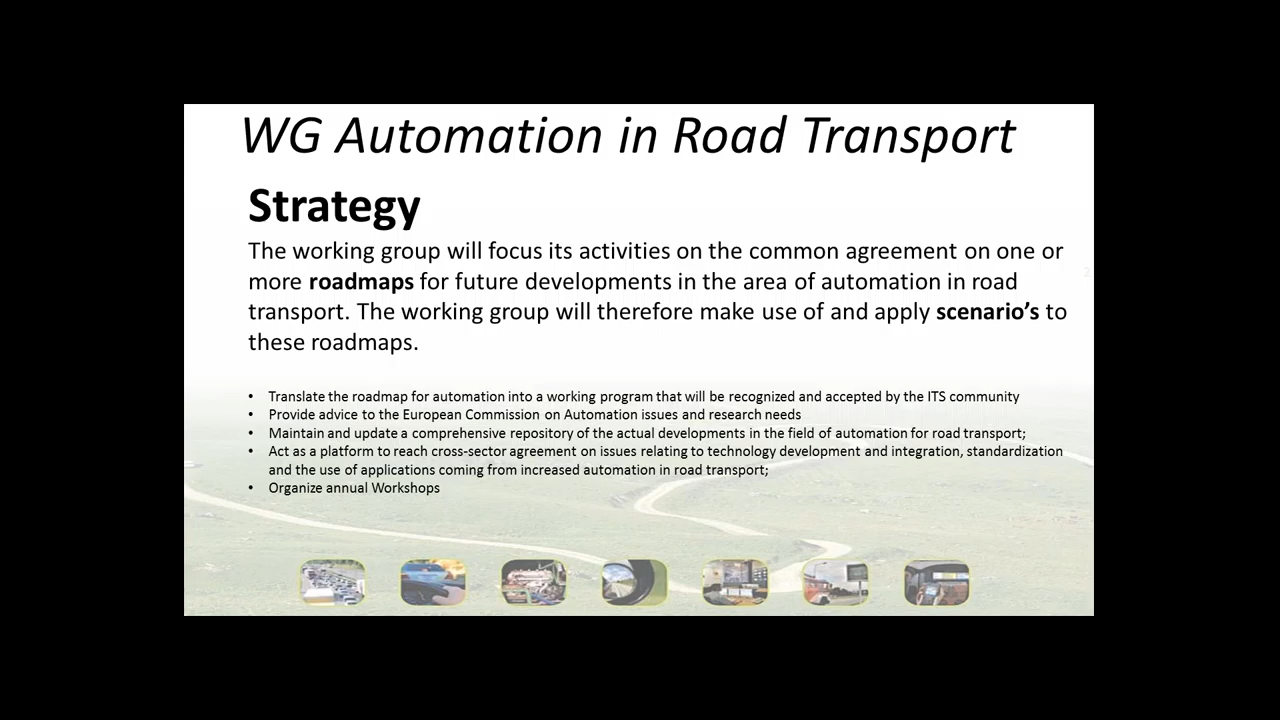 WG Automation in Road Transport
Strategy
The working group will focus its activities on the common agreement on one or
more roadmaps for future developments in the area of automation in road
transport. The working group will therefore make use of and apply scenario's to
these roadmaps.
• Translate the roadmap for automation into a working program that will be recognized and accepted by the ITS community
• Provide advice to the European Commission on Automation issues and research needs
• Maintain and update a comprehensive repository of the actual developments in the field of automation for road transport;
• Act as a platform to reach cross-sector agreement on issues relating to technology development and integration, standardization
and the use of applications coming from increased automation in road transport;
• Organize annual Workshops